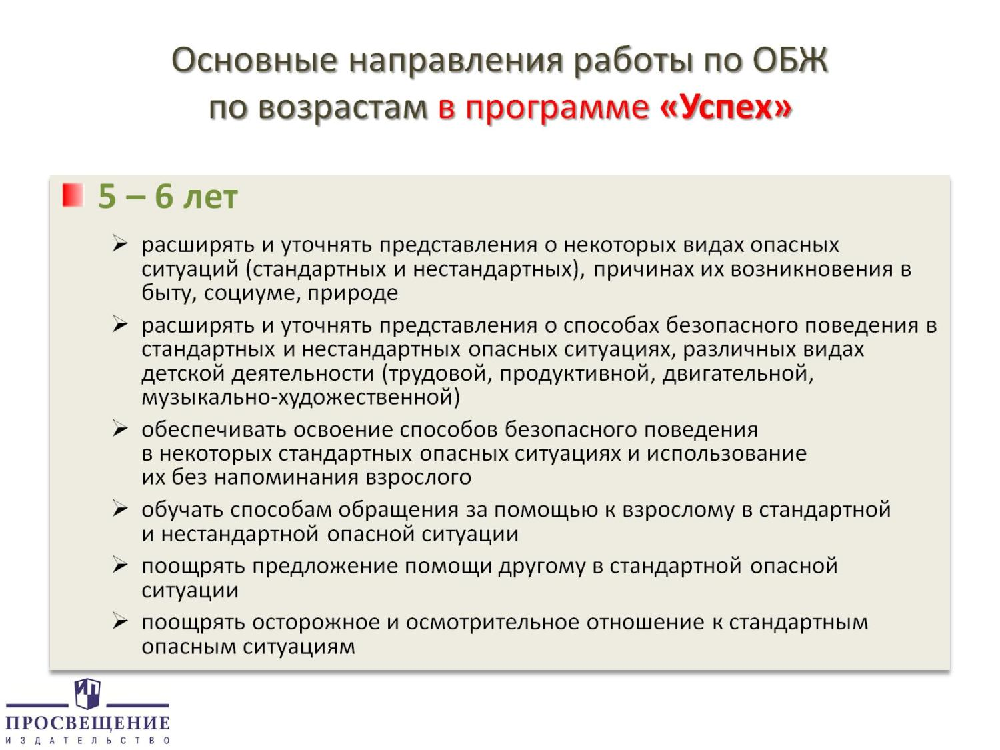 Основные направления работы по ОБЖ
по возрастам в программе «Успех»
5 – 6 лет
расширять и уточнять представления о некоторых видах опасных
ситуаций (стандартных и нестандартных), причинах их возникновения в
быту, социуме, природе
расширять и уточнять представления о способах безопасного поведения в
стандартных и нестандартных опасных ситуациях, различных видах
детской деятельности (трудовой, продуктивной, двигательной,
музыкально-художественной)
обеспечивать освоение способов безопасного поведения
в некоторых стандартных опасных ситуациях и использование
их без напоминания взрослого
обучать способам обращения за помощью к взрослому в стандартной
и нестандартной опасной ситуации
поощрять предложение помощи другому в стандартной опасной
ситуации
поощрять осторожное и осмотрительное отношение к стандартным
опасным ситуациям
ИП
ПРОСВЕЩЕНИЕ
ИЗДАТЕЛЬСТВО